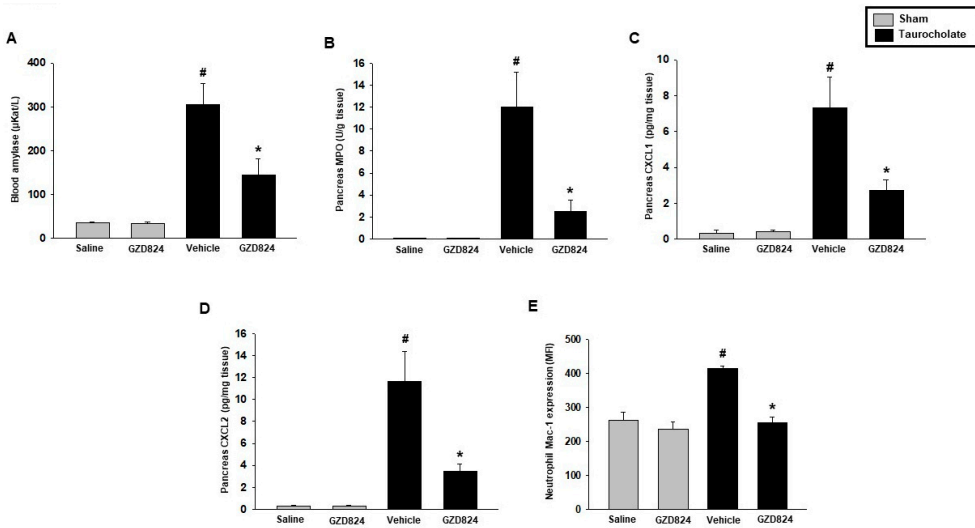 Sham
Taurocholate
A
Blood amylase (µKat/L)
400
300
200
100
0
#
*
Saline GZD824 Vehicle GZD824
B
Pancreas MPO (U/g tissue)
16
14
12
10
8
6
4
2
0
#
*
Saline GZD824 Vehicle GZD824
C
Pancreas CXCL1 (pg/mg tissue)
10
8
6
4
2
0
#
*
Saline GZD824 Vehicle GZD824
D
Pancreas CXCL2 (pg/mg tissue)
16
14
12
10
8
6
4
2
0
#
*
Saline GZD824 Vehicle GZD824
E
Neutrophil Mac-1 expression (MFI)
500
400
300
200
100
0
#
*
Saline GZD824 Vehicle GZD824